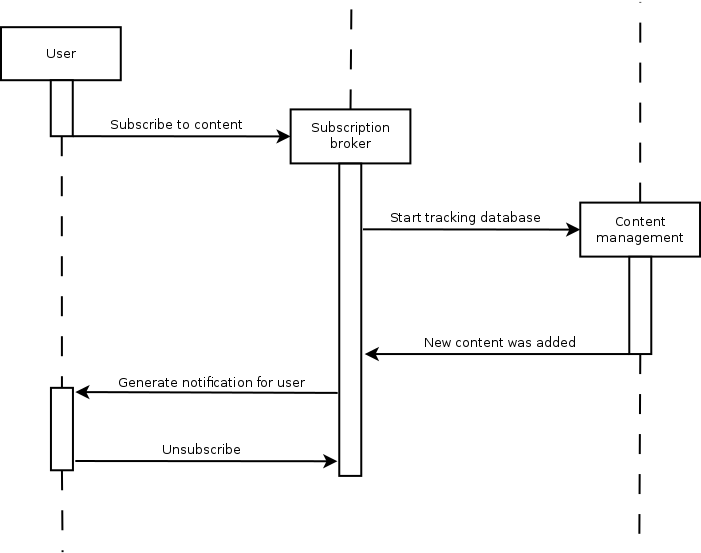 User
Subscribe to content
Subscription
broker
Start tracking database
Content
management
New content was added
Generate notification for user
Unsubscribe